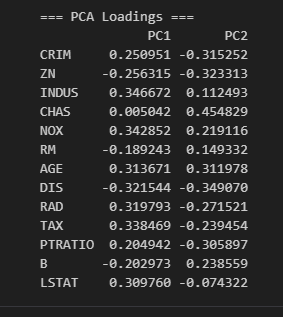 === PCA Loadings ===
PC1 PC2
CRIM 0.250951 -0.315252
ZN -0.256315 -0.323313
INDUS 0.346672 0.112493
CHAS 0.005042 0.454829
NOX 0.342852 0.219116
RM -0.189243 0.149332
AGE 0.313671 0.311978
DIS -0.321544 -0.349070
RAD 0.319793 -0.271521
TAX 0.338469 -0.239454
PTRATIO 0.204942 -0.305897
B -0.202973 0.238559
LSTAT 0.309760 -0.074322